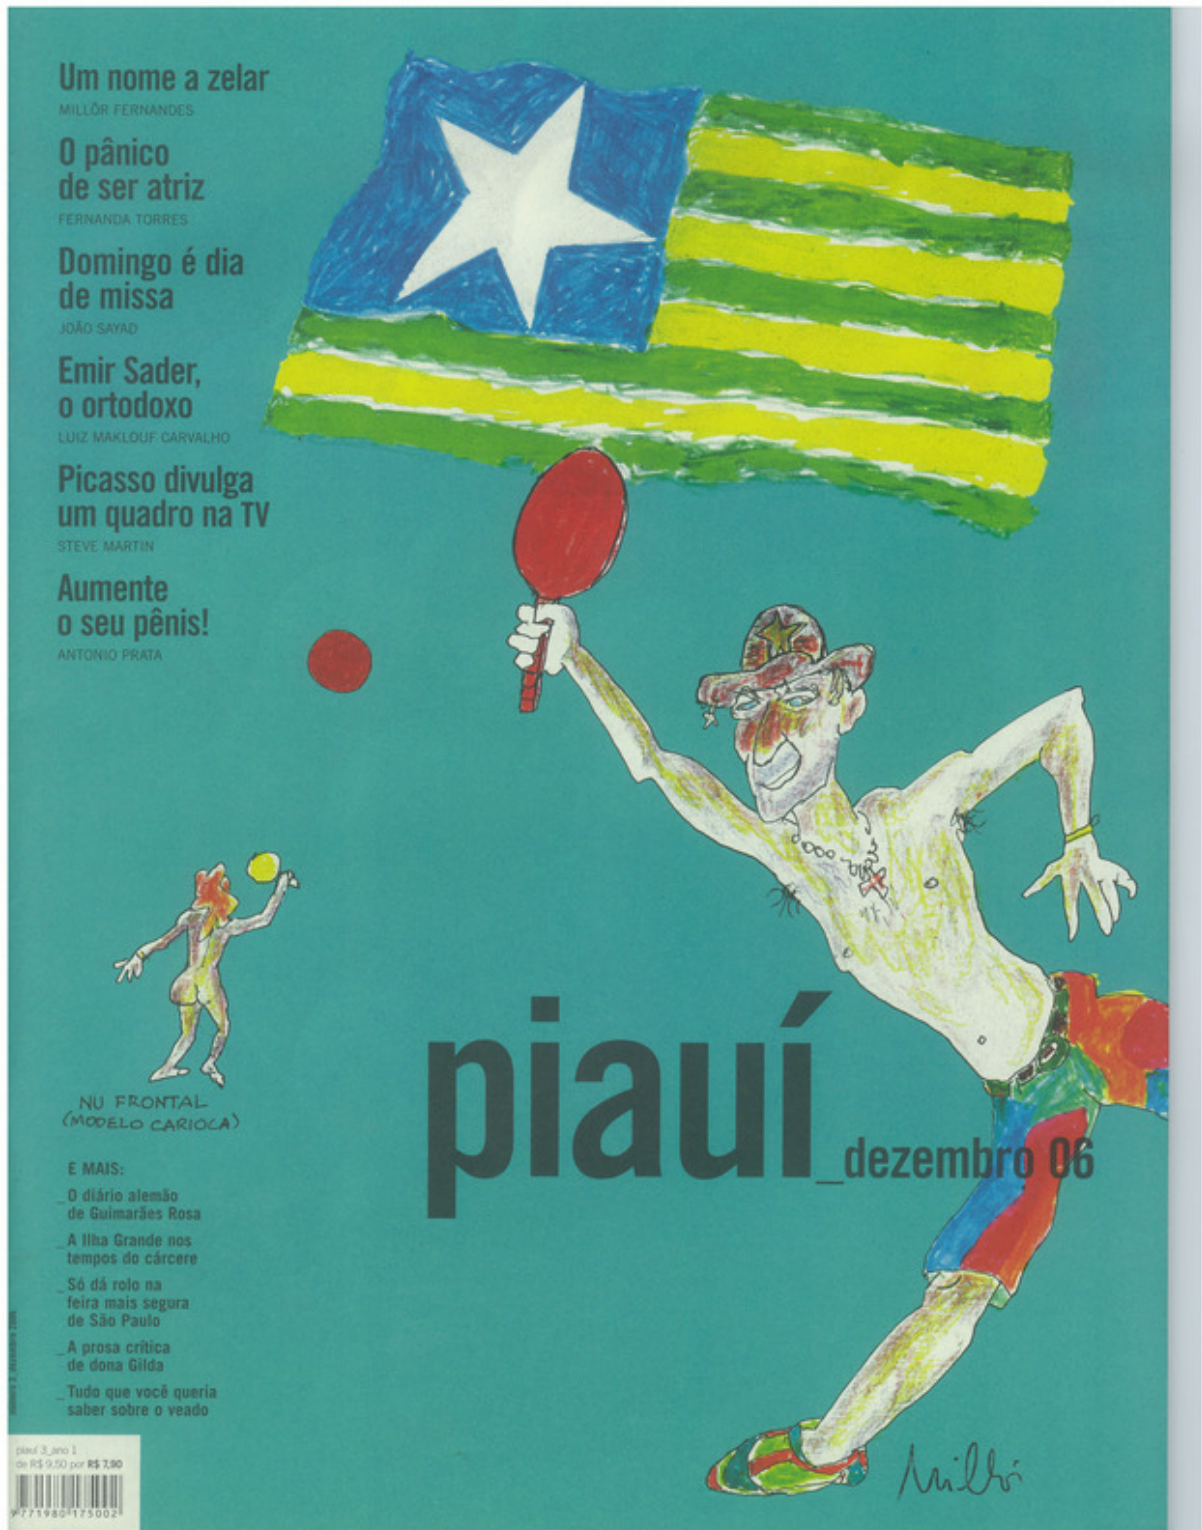 Um nome a zelar
MILLÔR FERNANDES
O pânico
de ser atriz
FERNANDA TORRES
Domingo é dia
de missa
JOÃO SAYAD
Emir Sader,
o ortodoxo
LUIZ MAKLOUF CARVALHO
Picasso divulga
um quadro na TV
STEVE MARTIN
Aumente
o seu pênis!
ANTONIO PRATA
NU FRONTAL
(MODELO CARIOCA)
piauí_dezembro 06
E MAIS:
_O diário alemão
de Guimarães Rosa
_A Ilha Grande nos
tempos do cárcere
_Só dá rolo na
feira mais segura
de São Paulo
_A prosa crítica
de dona Gilda
_Tudo que você queria
saber sobre o veado
piauí 3_ano 1
de R$ 9,50 por R$ 7,90
9771980175002
Millôr